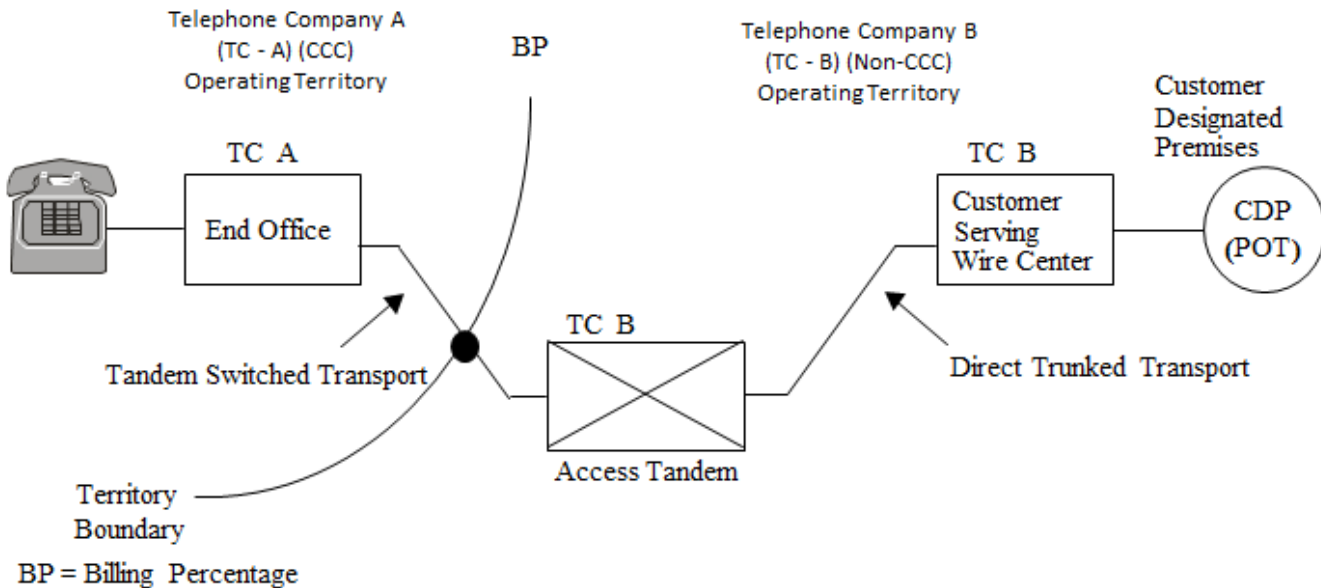 Telephone Company A
(TC - A) (CCC)
Operating Territory
BP
Telephone Company B
(TC - B) (Non-CCC)
Operating Territory
Customer
Designated
Premises
TC A
End Office
TC B
Customer
Serving
Wire Center
CDP
(POT)
TC B
Tandem Switched Transport
Direct Trunked Transport
Access Tandem
Territory
Boundary
BP = Billing Percentage